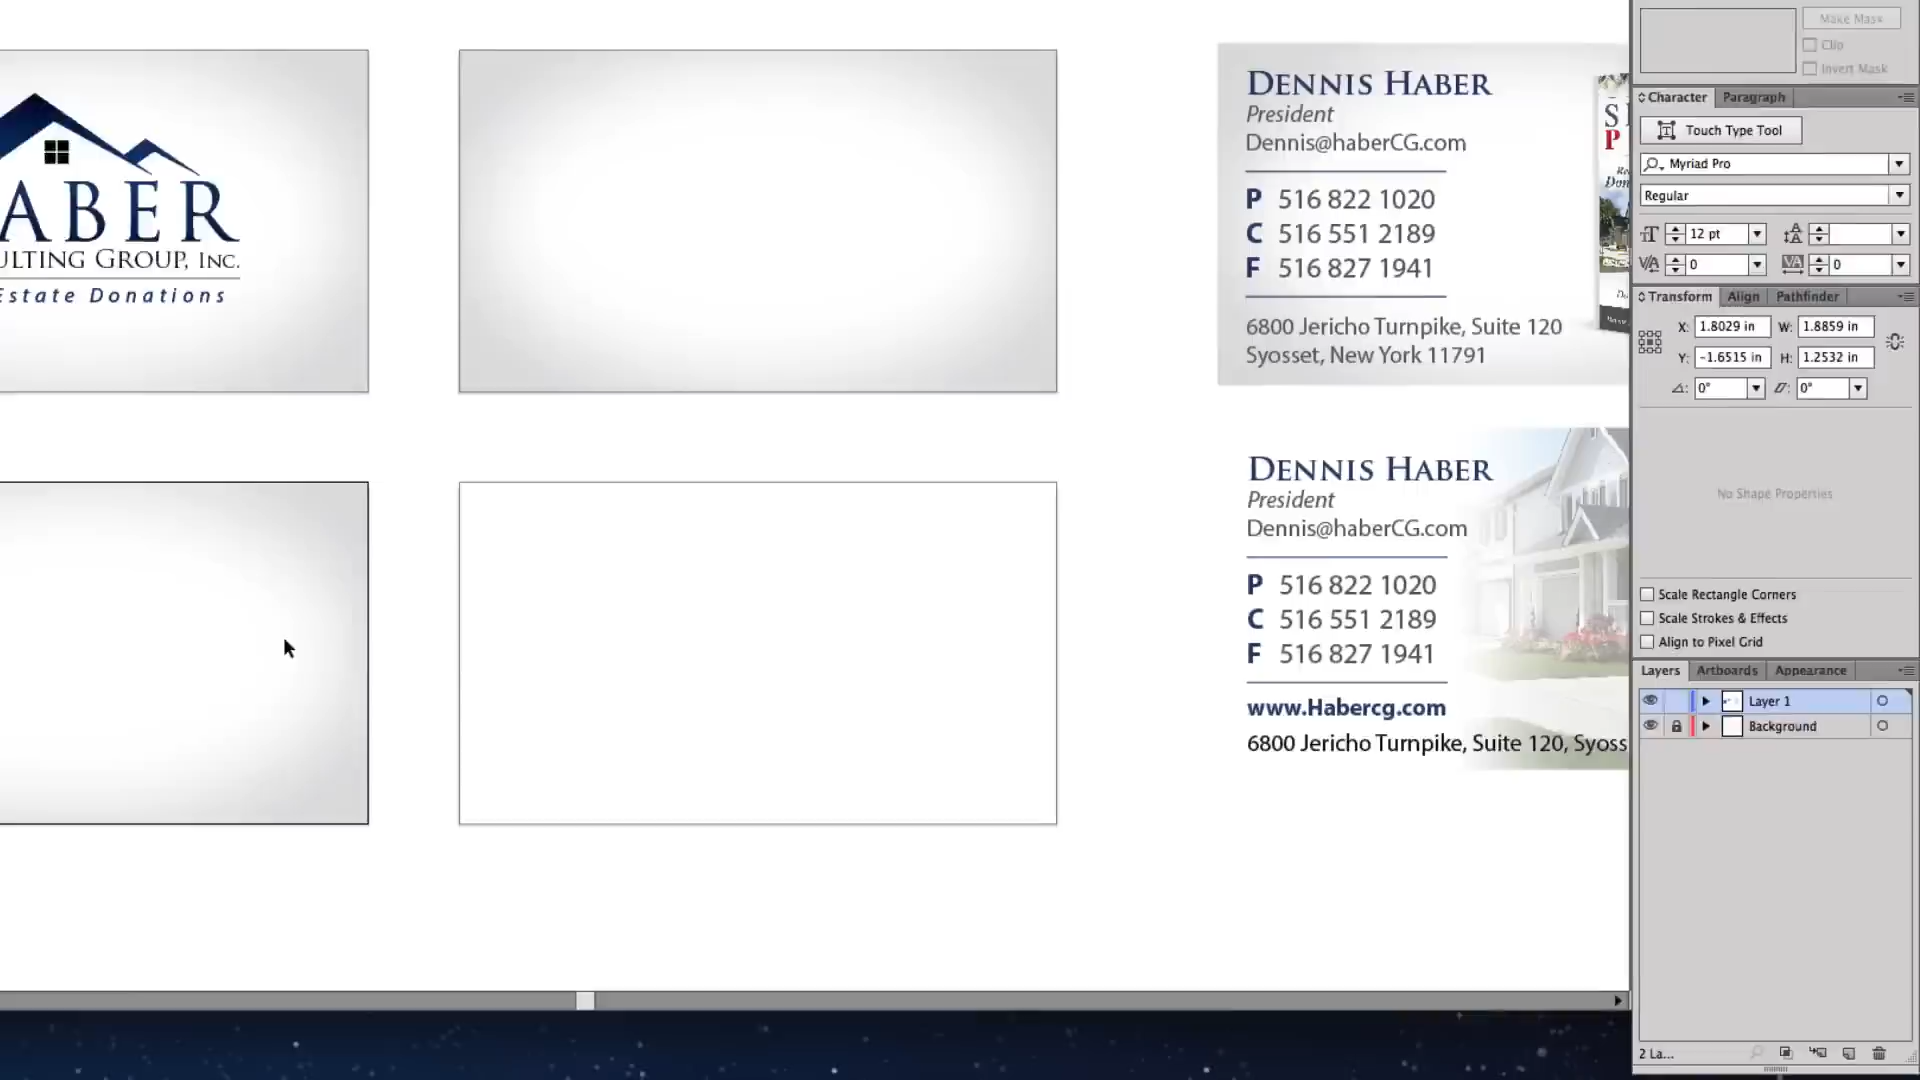 ABER
ULTING GROUP, INC.
Estate Donations
DENNIS HABER
President
Dennis@haberCG.com
P 516 822 1020
C 516 551 2189
F 516 827 1941
6800 Jericho Turnpike, Suite 120
Syosset, New York 11791
DENNIS HABER
President
Dennis@haberCG.com
P 516 822 1020
C 516 551 2189
F 516 827 1941
www.Habercg.com
6800 Jericho Turnpike, Suite 120, Syoss
Make Mask
Clip
Invert Mask
Character Paragraph
Touch Type Tool
Myriad Pro
Regular
12 pt
0 0
Transform Align Pathfinder
X: 1.8029 in W: 1.8859 in
Y: -1.6515 in H: 1.2532 in
0° 0°
No Shape Properties
Scale Rectangle Corners
Scale Strokes & Effects
Align to Pixel Grid
Layers Artboards Appearance
Layer 1
Background
2 La...